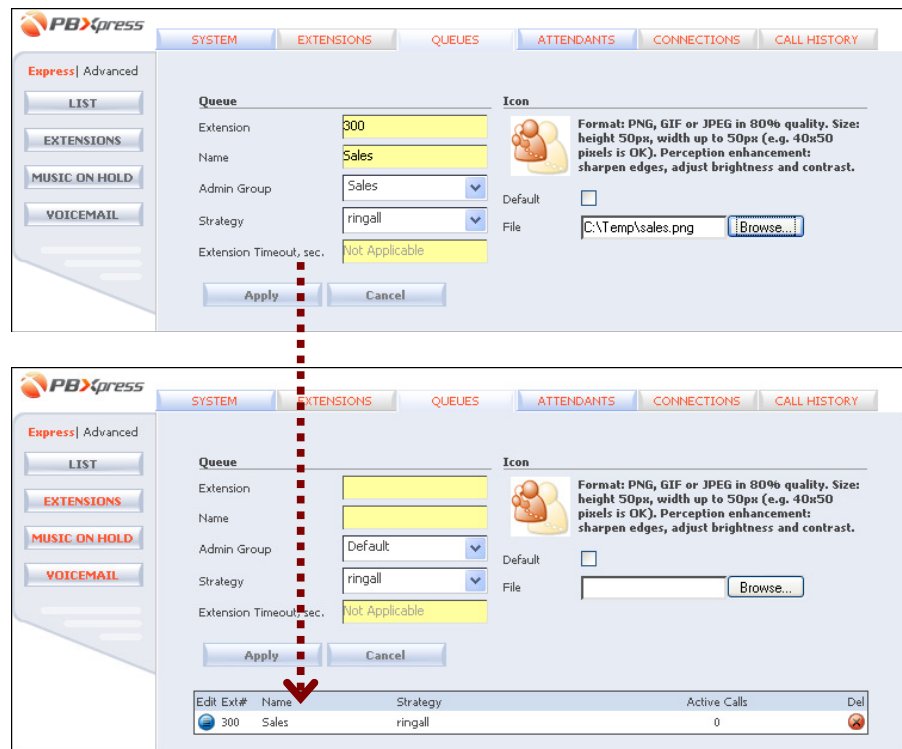 PBXpress
SYSTEM EXTENSIONS QUEUES ATTENDANTS CONNECTIONS CALL HISTORY
Express| Advanced
LIST
EXTENSIONS
MUSIC ON HOLD
VOICEMAIL
Queue
Extension 300
Name Sales
Admin Group Sales
Strategy ringall
Extension Timeout, sec. Not Applicable
Apply Cancel
Icon
Format: PNG, GIF or JPEG in 80% quality. Size:
height 50px, width up to 50px (e.g. 40x50
pixels is OK). Perception enhancement:
sharpen edges, adjust brightness and contrast.
Default
File C:\Temp\sales.png Browse...
PBXpress
SYSTEM EXTENSIONS QUEUES ATTENDANTS CONNECTIONS CALL HISTORY
Express| Advanced
LIST
EXTENSIONS
MUSIC ON HOLD
VOICEMAIL
Queue
Extension
Name
Admin Group Default
Strategy ringall
Extension Timeout, sec. Not Applicable
Apply Cancel
Icon
Format: PNG, GIF or JPEG in 80% quality. Size:
height 50px, width up to 50px (e.g. 40x50
pixels is OK). Perception enhancement:
sharpen edges, adjust brightness and contrast.
Default
File Browse...
Edit Ext# Name Strategy Active Calls Del
300 Sales ringall 0